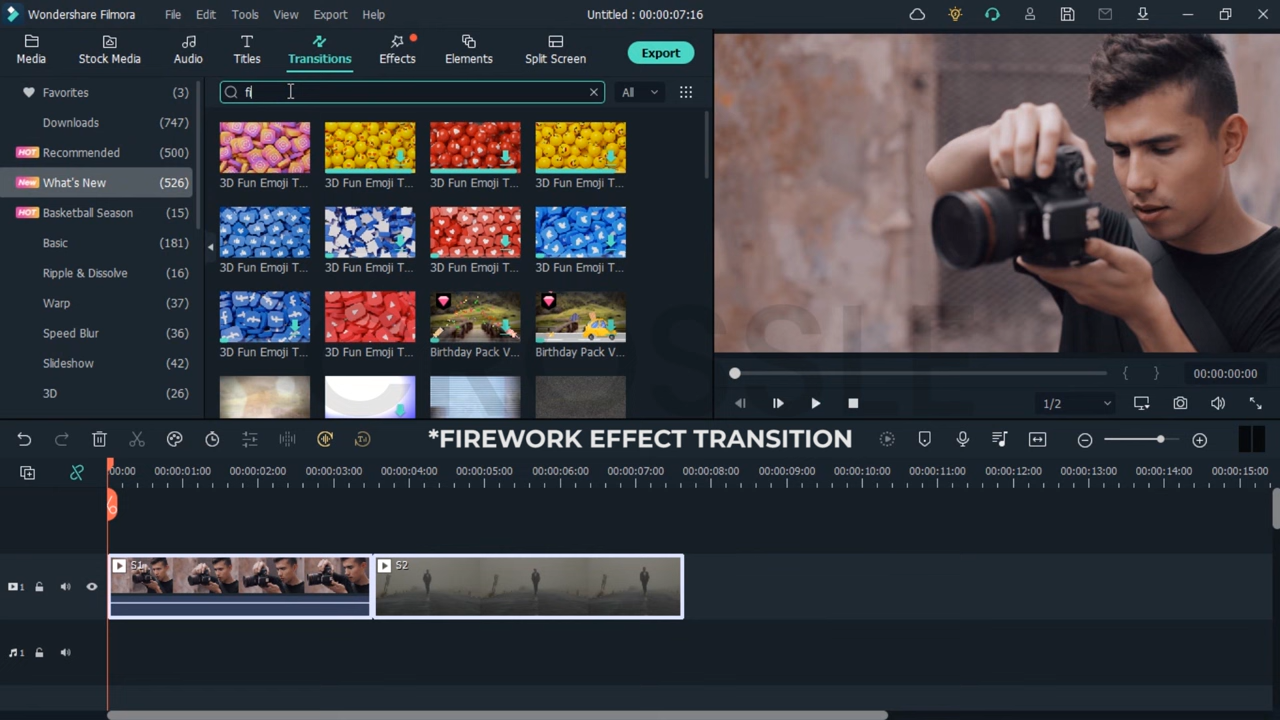 Wondershare Filmora
File Edit Tools View Export Help
Untitled : 00:00:07:16
Media Stock Media Audio Titles Transitions Effects Elements Split Screen
Export
fi
All
Favorites (3)
Downloads (747)
HOT Recommended (500)
New What's New (526)
HOT Basketball Season (15)
Basic (181)
Ripple & Dissolve (16)
Warp (37)
Speed Blur (36)
Slideshow (42)
3D (26)
3D Fun Emoji T... 3D Fun Emoji T... 3D Fun Emoji T... 3D Fun Emoji T...
3D Fun Emoji T... 3D Fun Emoji T... 3D Fun Emoji T... 3D Fun Emoji T...
3D Fun Emoji T... 3D Fun Emoji T... Birthday Pack V... Birthday Pack V...
{ } 00:00:00:00
1/2
*FIREWORK EFFECT TRANSITION
00:00 00:00:01:00 00:00:02:00 00:00:03:00 00:00:04:00 00:00:05:00 00:00:06:00 00:00:07:00 00:00:08:00 00:00:09:00 00:00:10:00 00:00:11:00 00:00:12:00 00:00:13:00 00:00:14:00 00:00:15:00
S1 S2
1
1